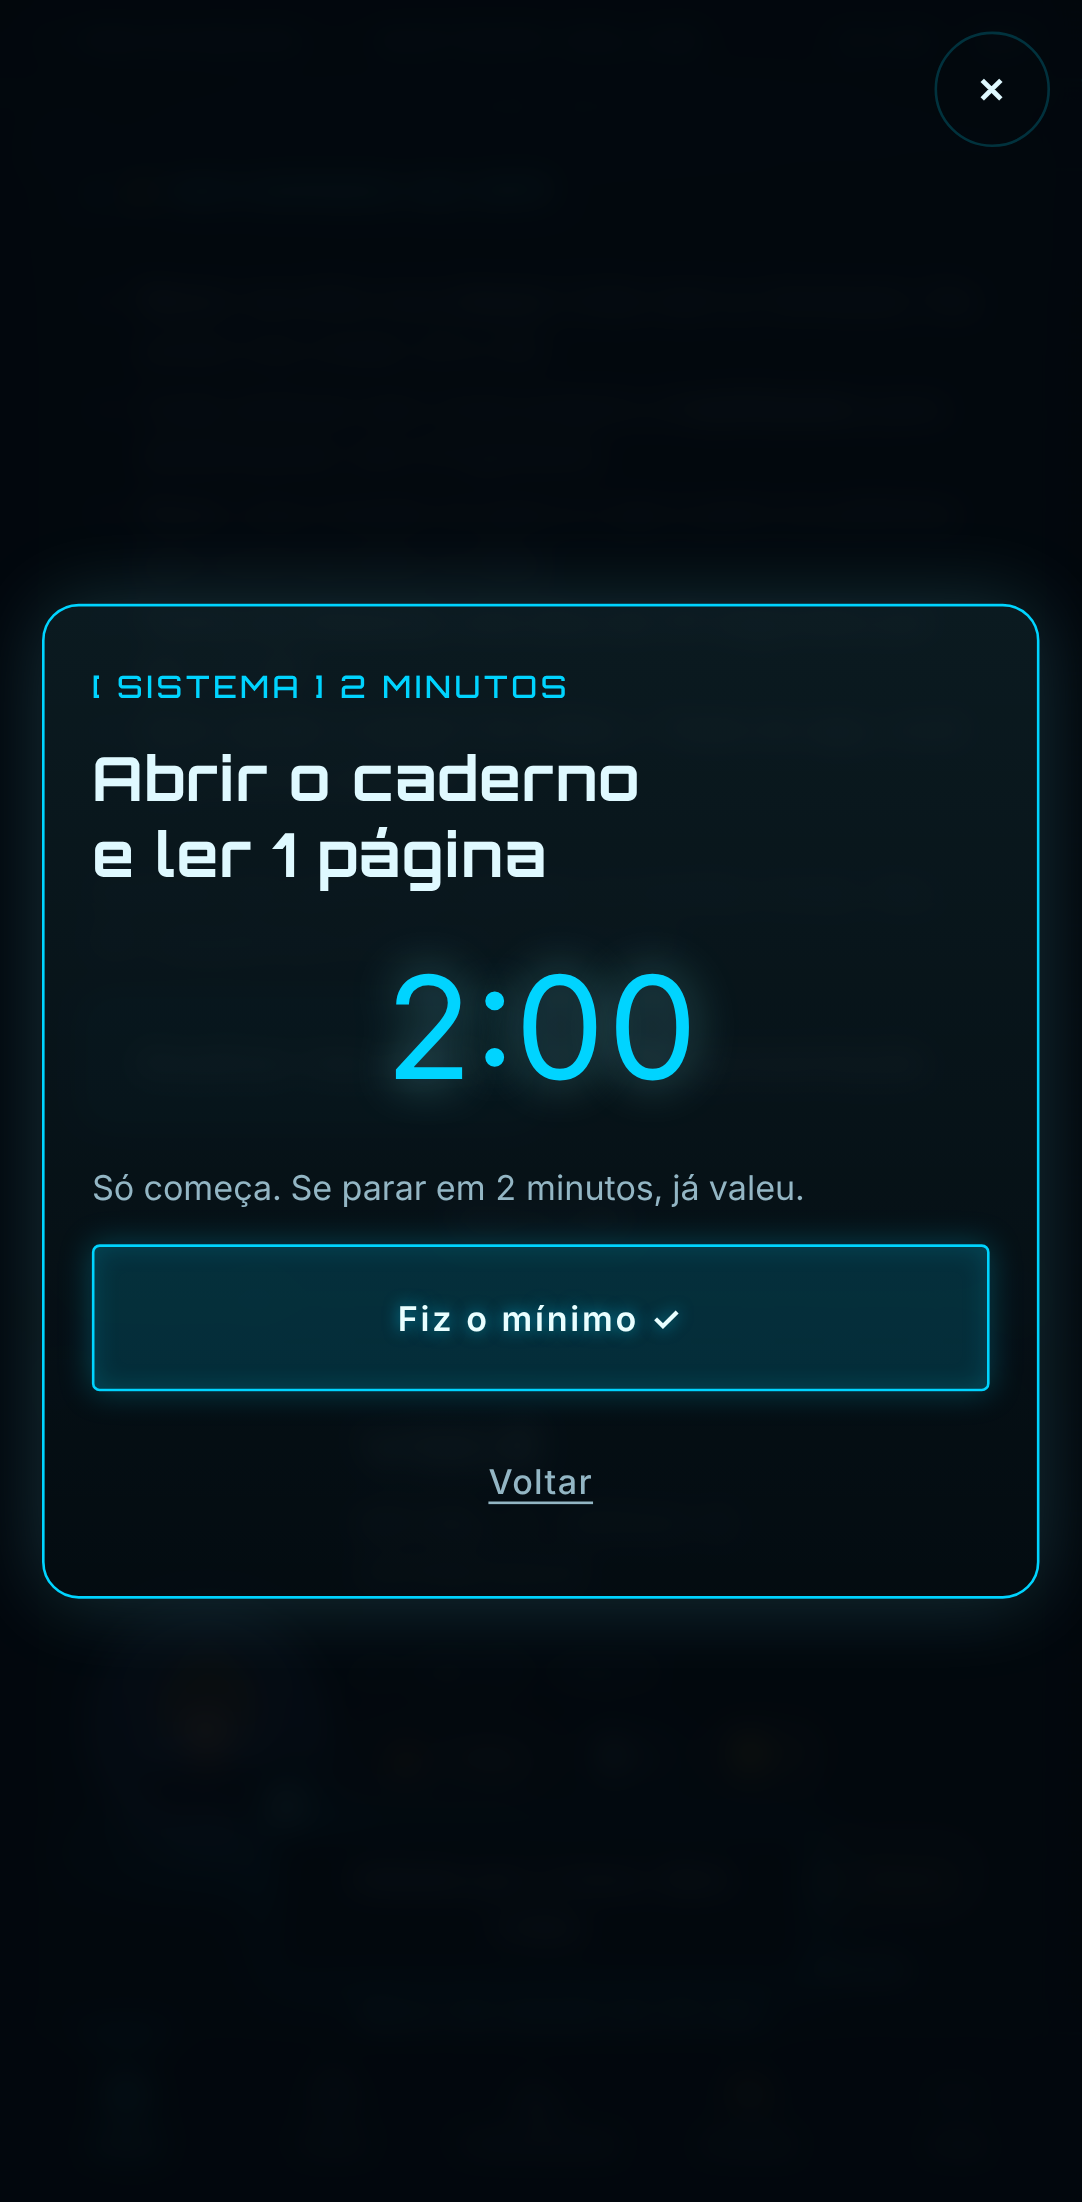 ✕
[ SISTEMA ] 2 MINUTOS
Abrir o caderno
e ler 1 página
2:00
Só começa. Se parar em 2 minutos, já valeu.
Fiz o mínimo ✓
Voltar